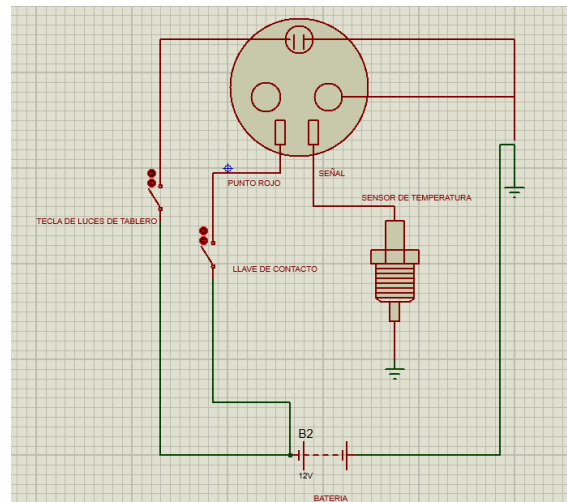 PUNTO ROJO
SEÑAL
SENSOR DE TEMPERATURA
TECLA DE LUCES DE TABLERO
LLAVE DE CONTACTO
B2
12V
BATERIA